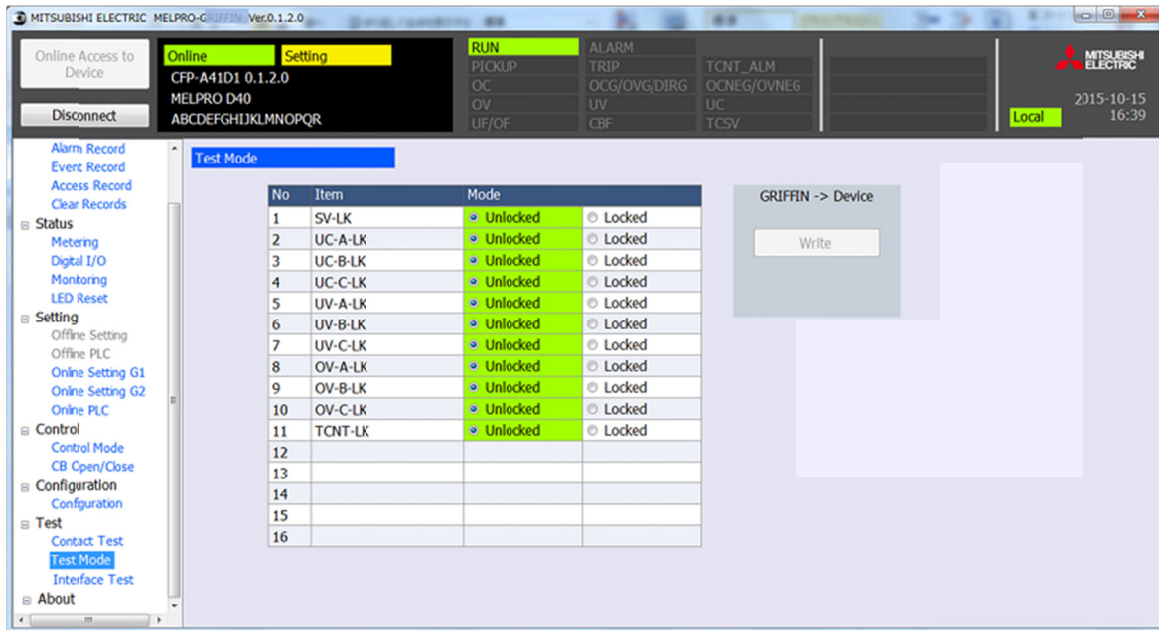 MITSUBISHI ELECTRIC MELPRO-GRIFFIN Ver.0.1.2.0
Online Access to
Device
Disconnect
Online Setting
CFP-A41D1 0.1.2.0
MELPRO D40
ABCDEFGHIJKLMNOPQR
RUN ALARM
PICKUP TRIP TCNT_ALM
OC OCG/OVG/DIRG OCNEG/OVNEG
OV UV UC
UF/OF CBF TCSV
MITSUBISHI
ELECTRIC
2015-10-15
Local 16:39
Alarm Record
Event Record
Access Record
Clear Records
Status
Metering
Digital I/O
Monitoring
LED Reset
Setting
Offline Setting
Offline PLC
Online Setting G1
Online Setting G2
Online PLC
Control
Control Mode
CB Open/Close
Configuration
Configuration
Test
Contact Test
Test Mode
Interface Test
About
Test Mode
No Item Mode
1 SV-LK Unlocked Locked
2 UC-A-LK Unlocked Locked
3 UC-B-LK Unlocked Locked
4 UC-C-LK Unlocked Locked
5 UV-A-LK Unlocked Locked
6 UV-B-LK Unlocked Locked
7 UV-C-LK Unlocked Locked
8 OV-A-LK Unlocked Locked
9 OV-B-LK Unlocked Locked
10 OV-C-LK Unlocked Locked
11 TCNT-LK Unlocked Locked
12
13
14
15
16
GRIFFIN -> Device
Write